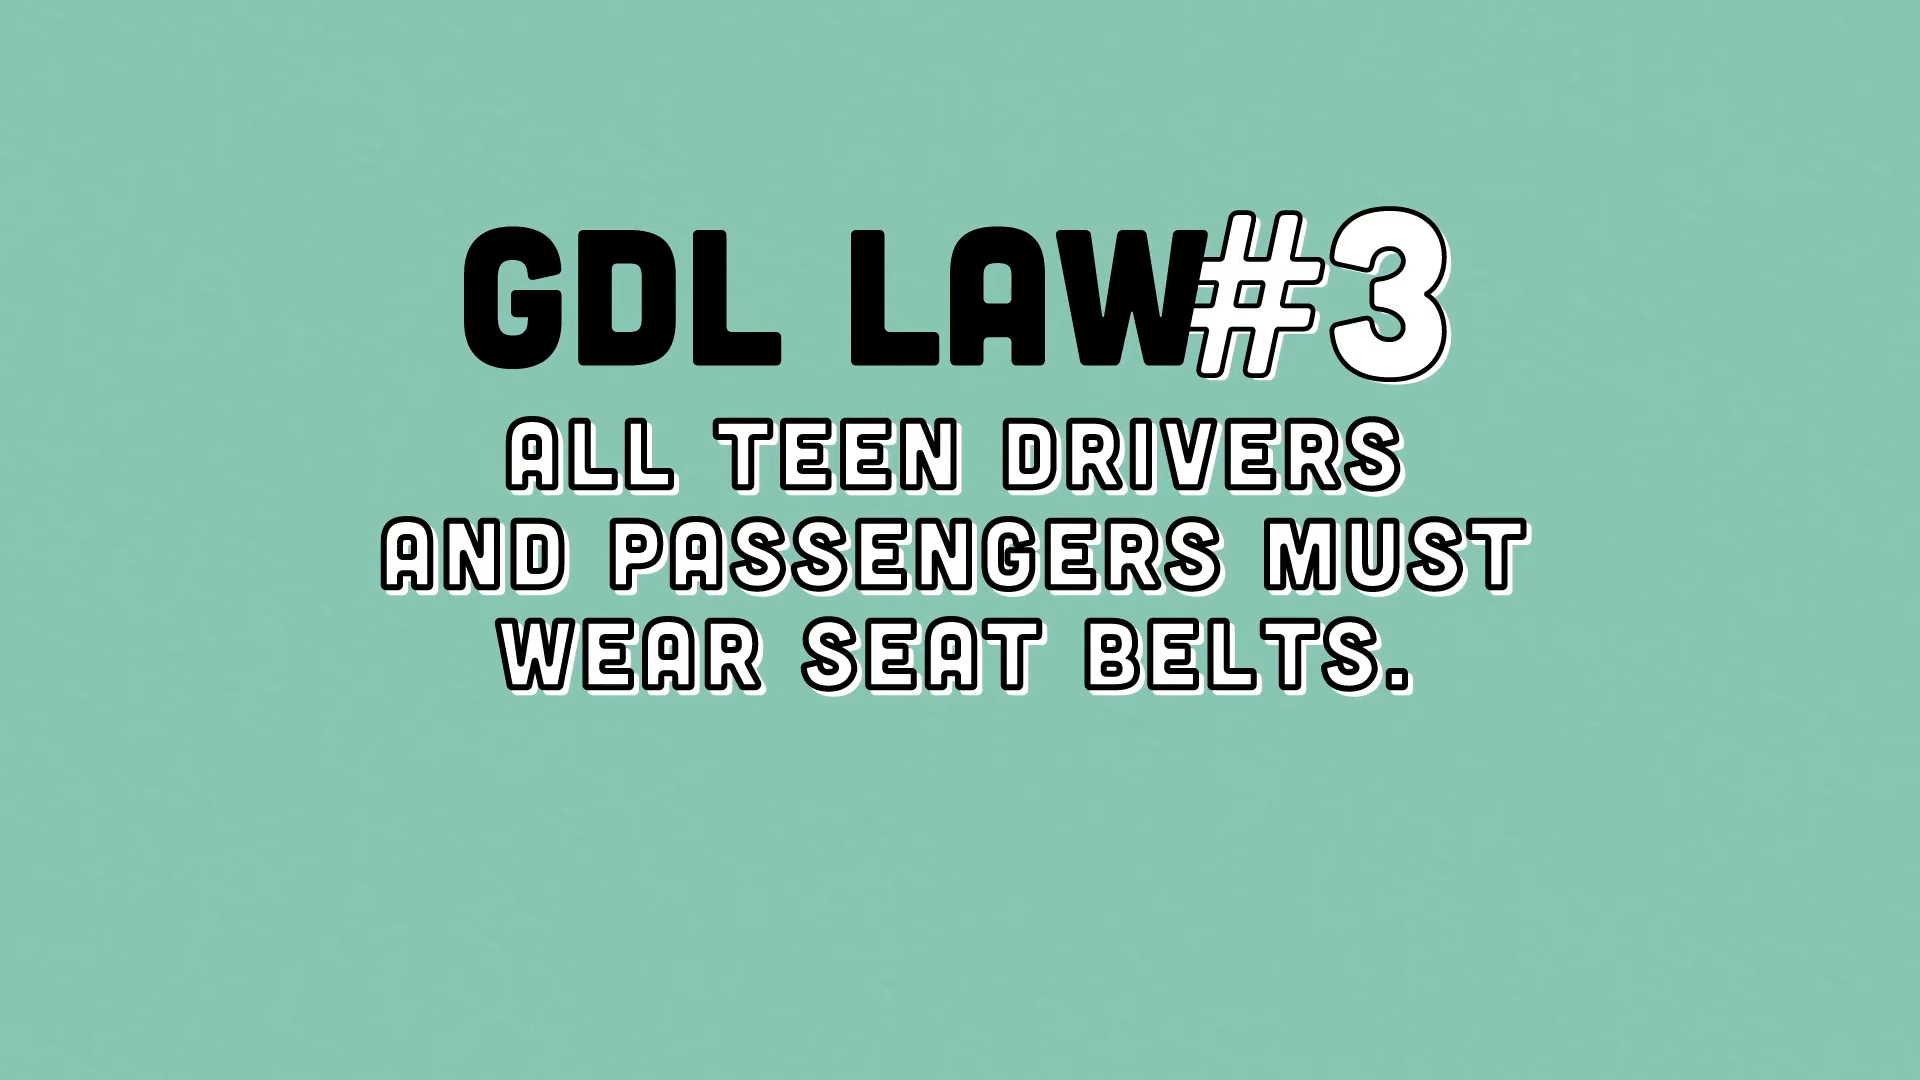 GDL LAW#3
ALL TEEN DRIVERS
AND PASSENGERS MUST
WEAR SEAT BELTS.